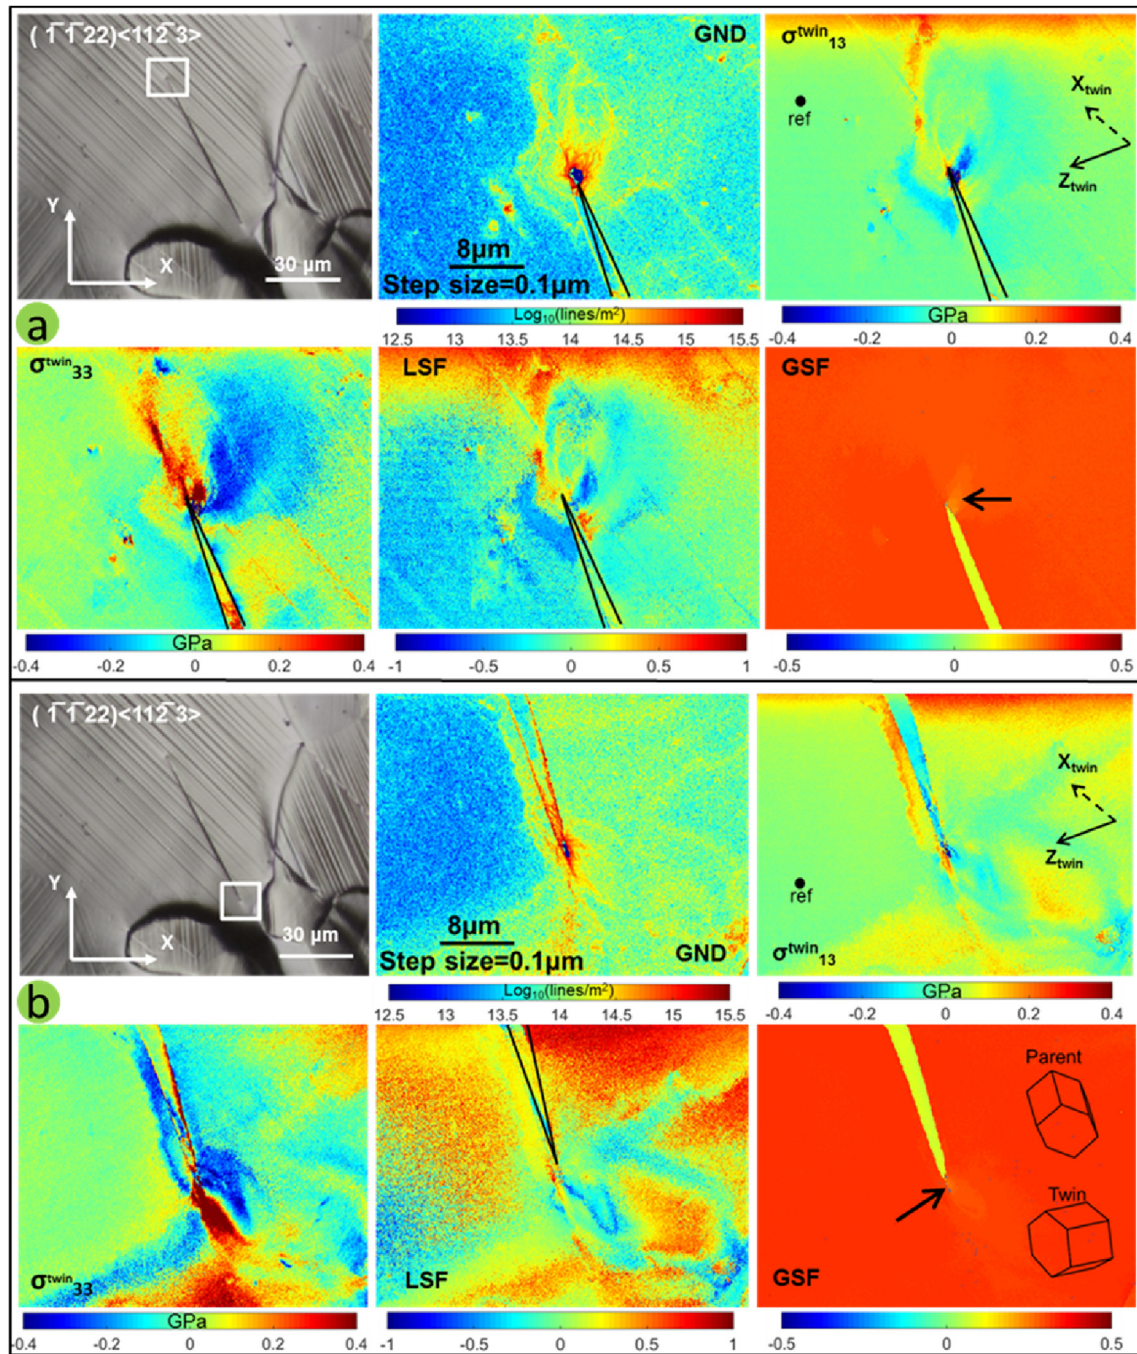 (1̅1̅22)<112̅3>
Y
X
30 μm
GND
8μm
Step size=0.1μm
12.5 13 13.5 14 14.5 15 15.5
Log₁₀(lines/m²)
σᵗʷⁱⁿ₁₃
ref
X_twin
Z_twin
-0.4 -0.2 0 0.2 0.4
GPa
a
σᵗʷⁱⁿ₃₃
GPa
-0.4 -0.2 0 0.2 0.4
LSF
-1 -0.5 0 0.5 1
GSF
-0.5 0 0.5
(1̅1̅22)<112̅3>
Y
X
30 μm
8μm
Step size=0.1μm
GND
Log₁₀(lines/m²)
12.5 13 13.5 14 14.5 15 15.5
X_twin
Z_twin
ref
σᵗʷⁱⁿ₁₃
GPa
-0.4 -0.2 0 0.2 0.4
b
σᵗʷⁱⁿ₃₃
GPa
-0.4 -0.2 0 0.2 0.4
LSF
-1 -0.5 0 0.5 1
Parent
Twin
GSF
-0.5 0 0.5